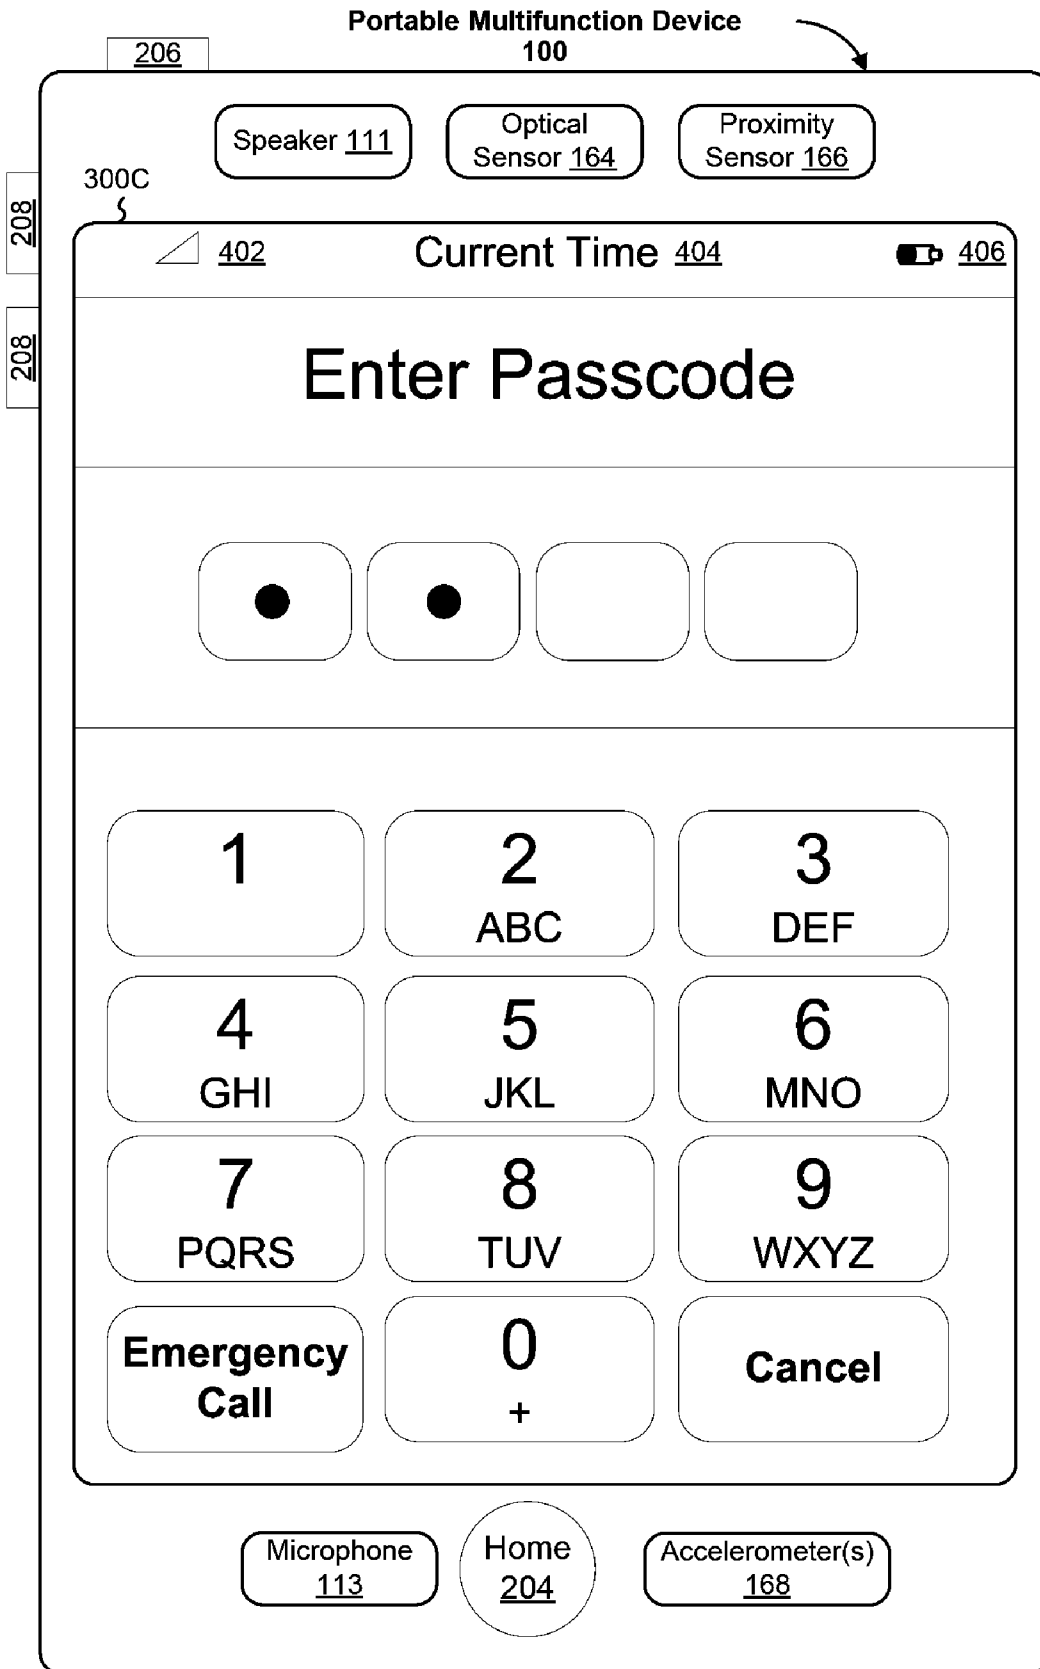 Portable Multifunction Device
100
206
Speaker 111
Optical
Sensor 164
Proximity
Sensor 166
300C
208
208
402
Current Time 404
406
Enter Passcode
1
2
ABC
3
DEF
4
GHI
5
JKL
6
MNO
7
PQRS
8
TUV
9
WXYZ
Emergency
Call
0
+
Cancel
Microphone
113
Home
204
Accelerometer(s)
168